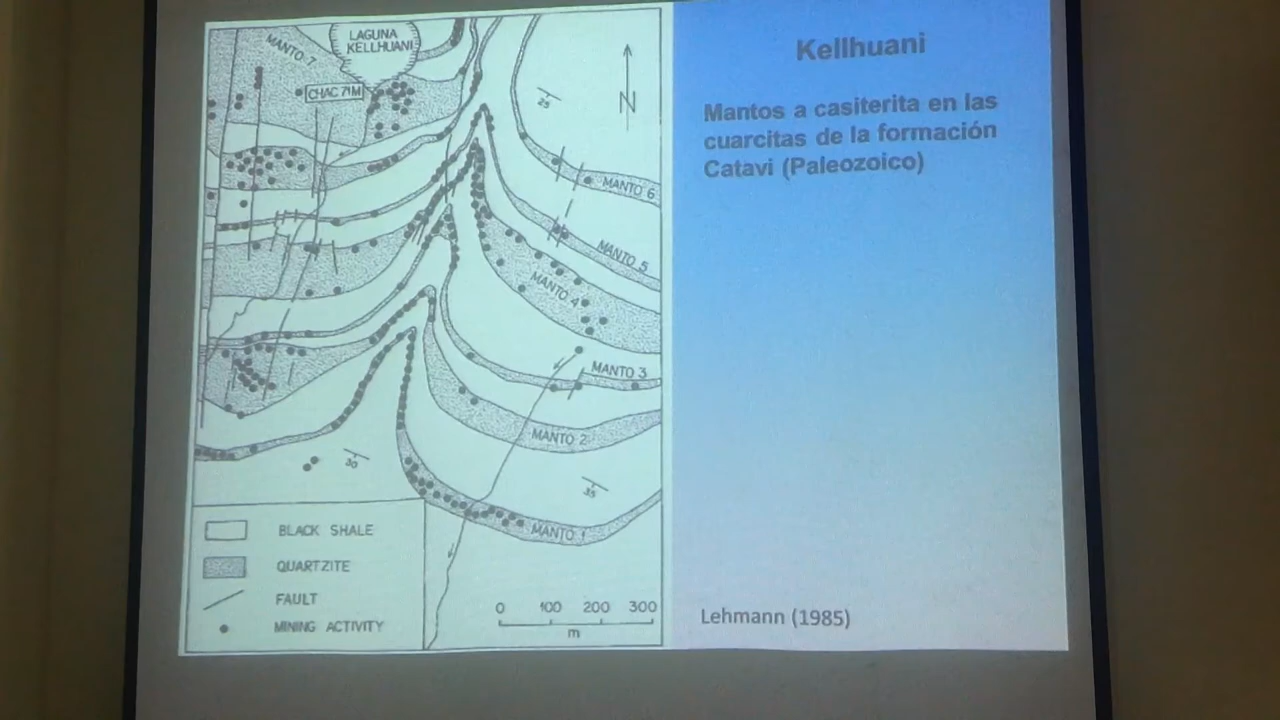 LAGUNA
KELLHUANI
MANTO 7
CHAC 71M
N
25
MANTO 6
MANTO 5
MANTO 4
MANTO 3
MANTO 2
30
35
MANTO 1
BLACK SHALE
QUARTZITE
FAULT
MINING ACTIVITY
0 100 200 300
m
Kellhuani
Mantos a casiterita en las
cuarcitas de la formación
Catavi (Paleozoico)
Lehmann (1985)